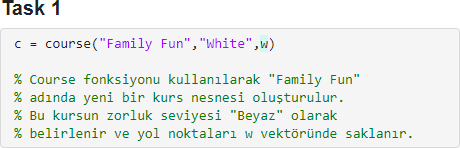 Task 1
c = course("Family Fun","White",w)
% Course fonksiyonu kullanılarak "Family Fun"
% adında yeni bir kurs nesnesi oluşturulur.
% Bu kursun zorluk seviyesi "Beyaz" olarak
% belirlenir ve yol noktaları w vektöründe saklanır.